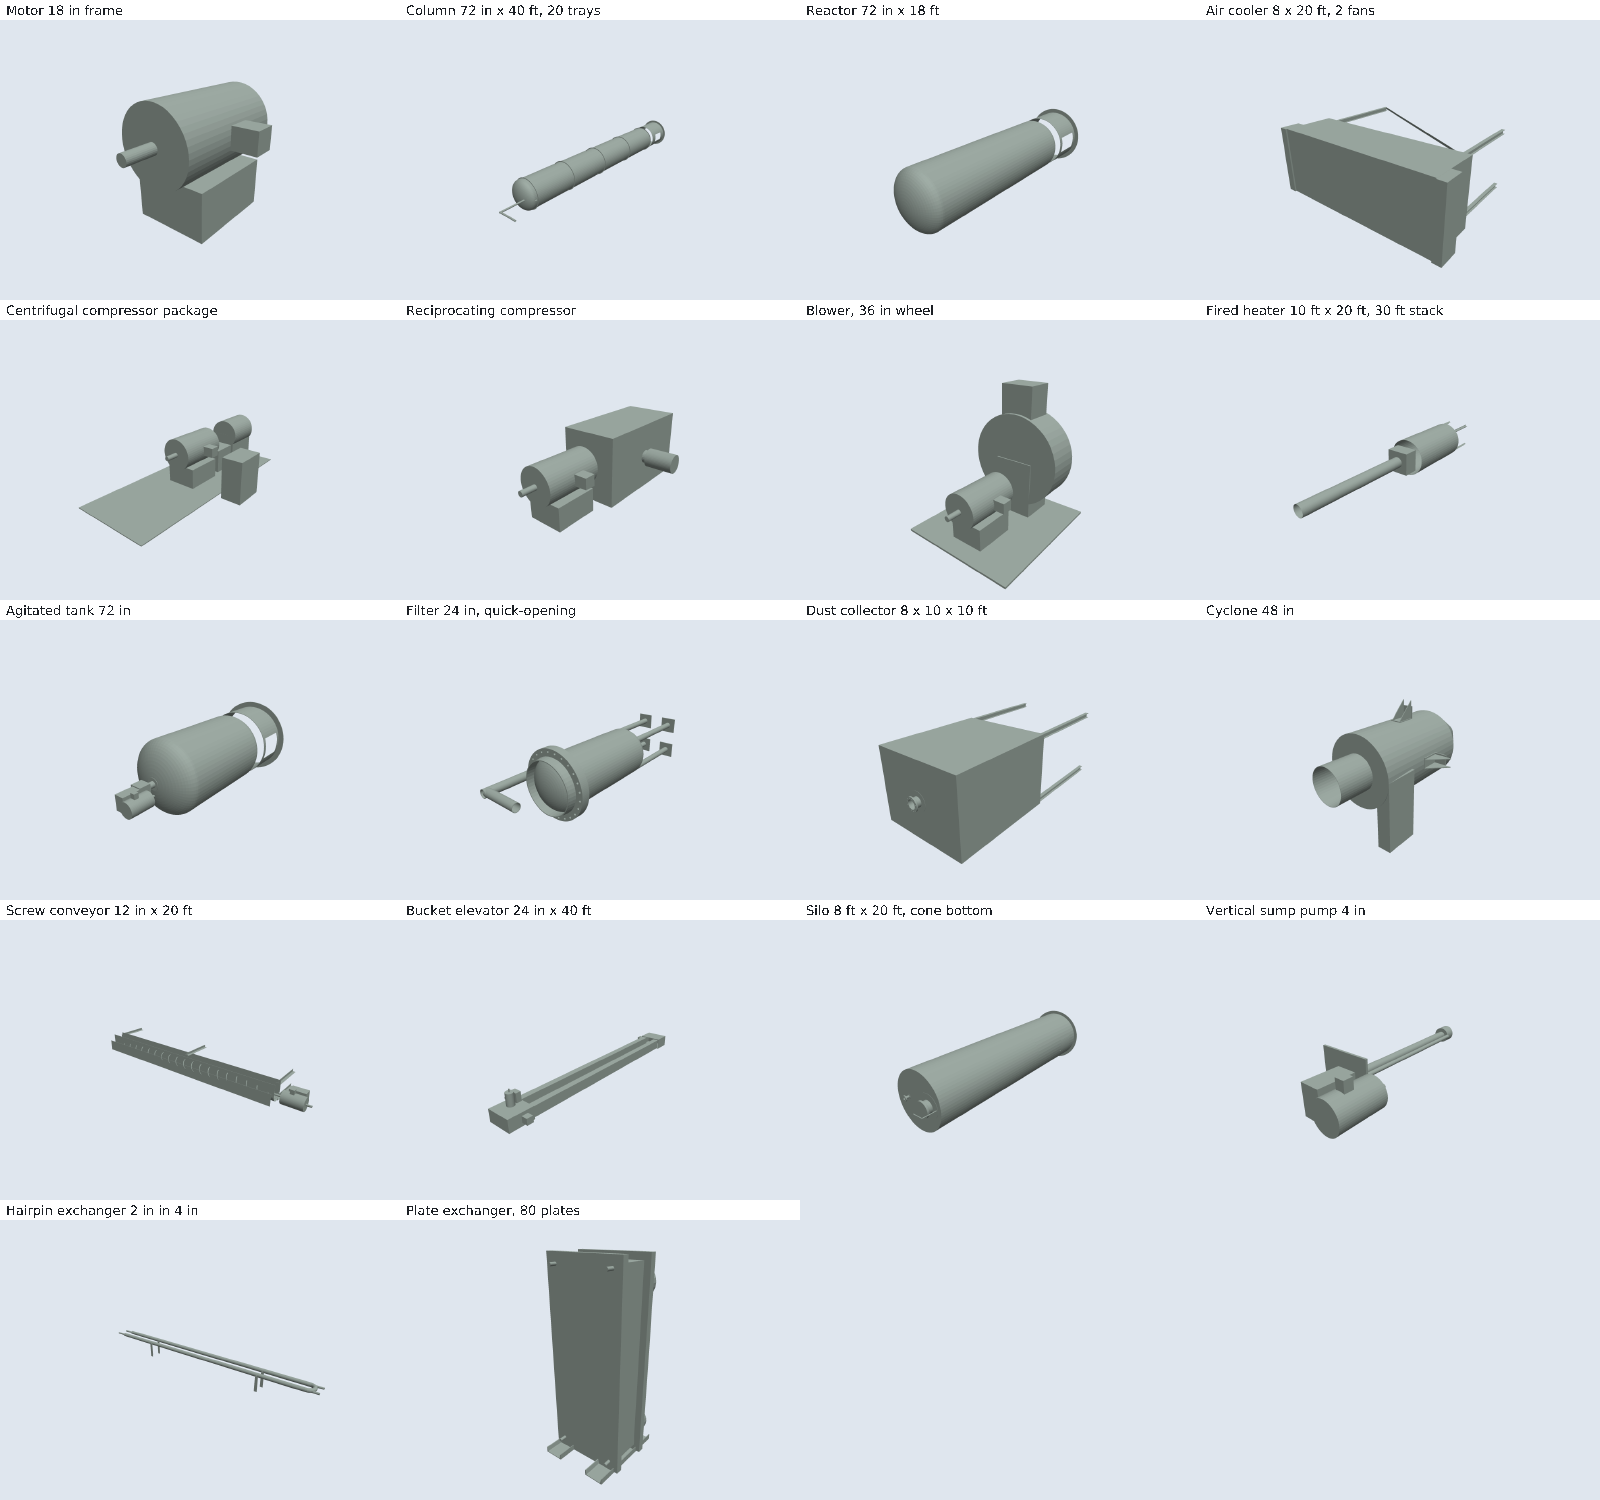 Motor 18 in frame
Column 72 in x 40 ft, 20 trays
Reactor 72 in x 18 ft
Air cooler 8 x 20 ft, 2 fans
Centrifugal compressor package
Reciprocating compressor
Blower, 36 in wheel
Fired heater 10 ft x 20 ft, 30 ft stack
Agitated tank 72 in
Filter 24 in, quick-opening
Dust collector 8 x 10 x 10 ft
Cyclone 48 in
Screw conveyor 12 in x 20 ft
Bucket elevator 24 in x 40 ft
Silo 8 ft x 20 ft, cone bottom
Vertical sump pump 4 in
Hairpin exchanger 2 in in 4 in
Plate exchanger, 80 plates